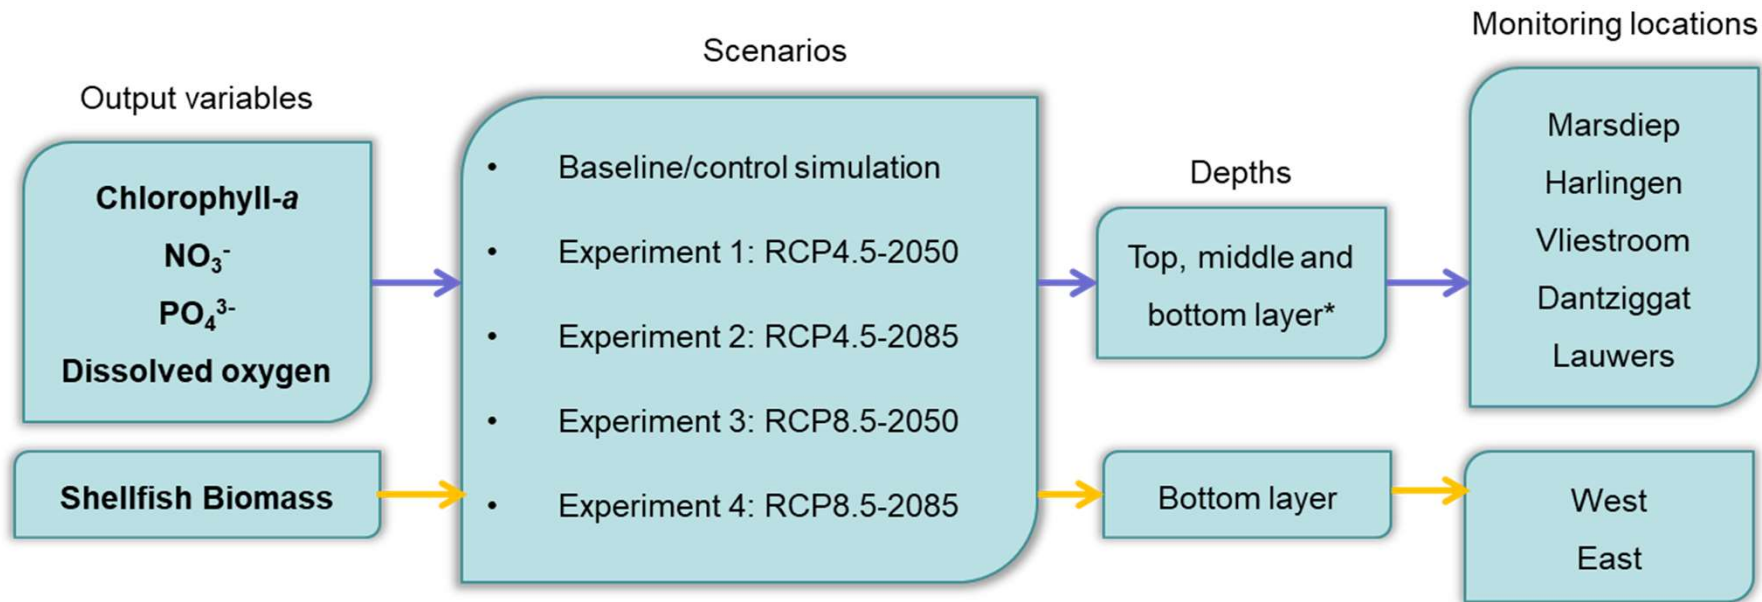 Output variables
Chlorophyll-a
NO₃⁻
PO₄³⁻
Dissolved oxygen
Shellfish Biomass
Scenarios
• Baseline/control simulation
• Experiment 1: RCP4.5-2050
• Experiment 2: RCP4.5-2085
• Experiment 3: RCP8.5-2050
• Experiment 4: RCP8.5-2085
Depths
Top, middle and
bottom layer*
Bottom layer
Monitoring locations
Marsdiep
Harlingen
Vliestroom
Dantziggat
Lauwers
West
East